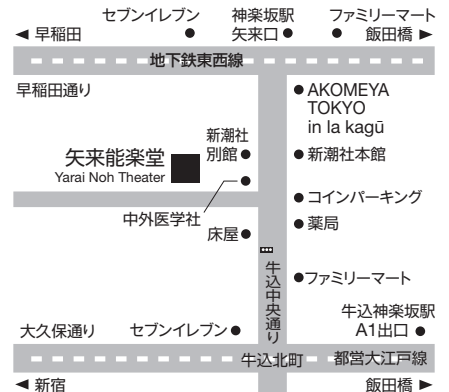 セブンイレブン
神楽坂駅
矢来口
ファミリーマート
◄ 早稲田
飯田橋 ►
地下鉄東西線
早稲田通り
AKOMEYA
TOKYO
in la kagū
新潮社
別館
新潮社本館
矢来能楽堂
Yarai Noh Theater
コインパーキング
中外医学社
薬局
床屋
牛込中央通り
ファミリーマート
牛込神楽坂駅
A1出口
大久保通り
セブンイレブン
牛込北町
都営大江戸線
◄ 新宿
飯田橋 ►